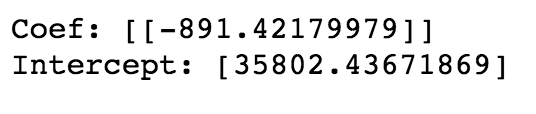 Coef: [[-891.42179979]]
Intercept: [35802.43671869]